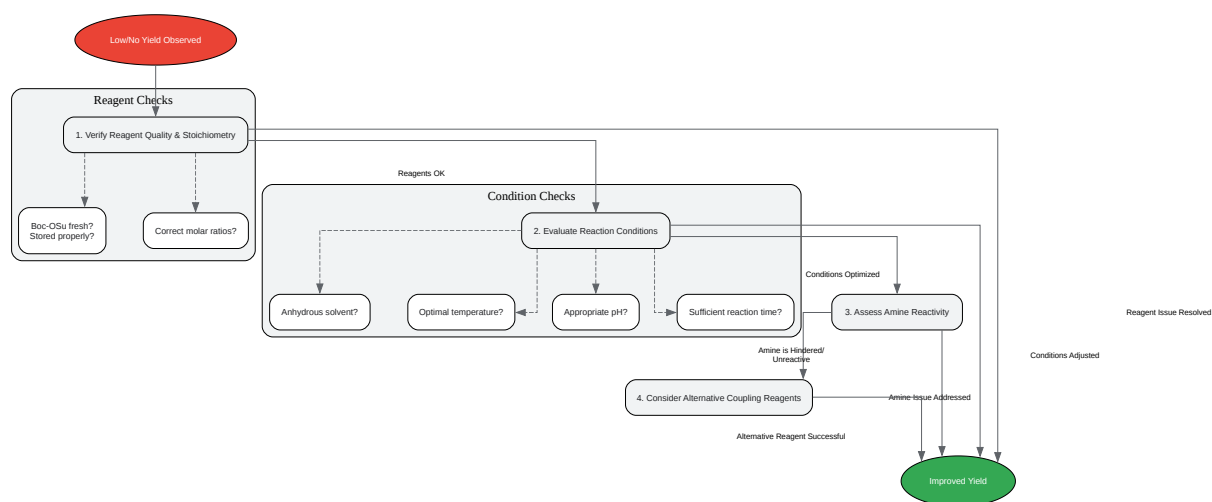 Low/No Yield Observed
Reagent Checks
1. Verify Reagent Quality & Stoichiometry
Reagents OK
Boc-OSu fresh?
Stored properly?
Correct molar ratios?
Condition Checks
2. Evaluate Reaction Conditions
Conditions Optimized
Anhydrous solvent?
Optimal temperature?
Appropriate pH?
Sufficient reaction time?
3. Assess Amine Reactivity
Reagent Issue Resolved
Amine is Hindered/
Unreactive
Conditions Adjusted
4. Consider Alternative Coupling Reagents
Amine Issue Addressed
Alternative Reagent Successful
Improved Yield